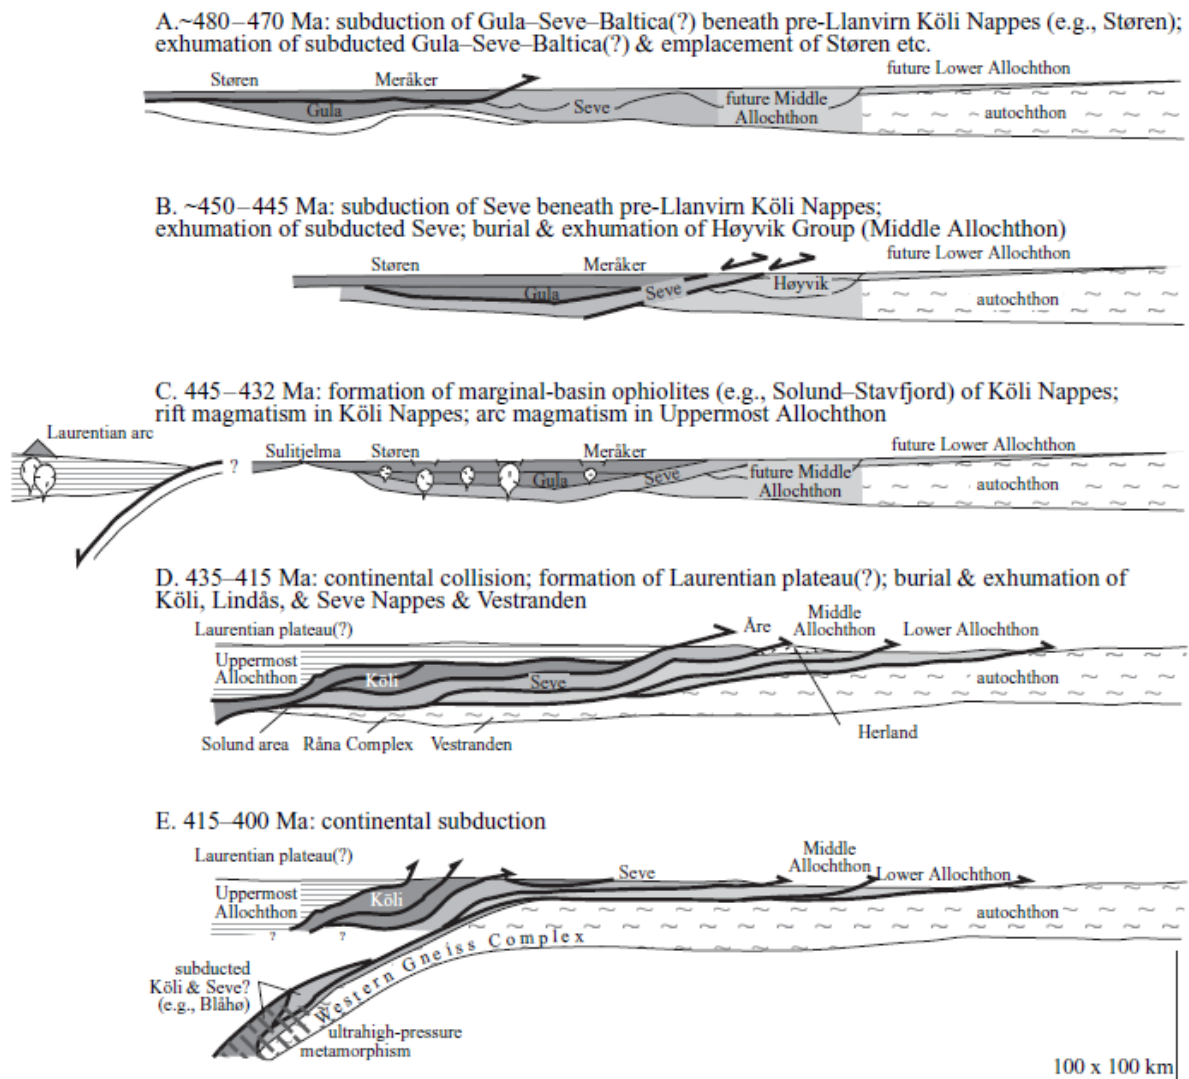 A.~480–470 Ma: subduction of Gula–Seve–Baltica(?) beneath pre-Llanvirn Köli Nappes (e.g., Støren);
exhumation of subducted Gula–Seve–Baltica(?) & emplacement of Støren etc.
future Lower Allochthon
Støren
Meråker
Gula
Seve
future Middle
Allochthon
autochthon
B. ~450–445 Ma: subduction of Seve beneath pre-Llanvirn Köli Nappes;
exhumation of subducted Seve; burial & exhumation of Høyvik Group (Middle Allochthon)
future Lower Allochthon
Støren
Meråker
Gula
Seve
Høyvik
autochthon
C. 445–432 Ma: formation of marginal-basin ophiolites (e.g., Solund–Stavfjord) of Köli Nappes;
rift magmatism in Köli Nappes; arc magmatism in Uppermost Allochthon
Laurentian arc
future Lower Allochthon
Sulitjelma
Støren
Meråker
?
Gula
Seve
future Middle
Allochthon
autochthon
D. 435–415 Ma: continental collision; formation of Laurentian plateau(?); burial & exhumation of
Köli, Lindås, & Seve Nappes & Vestranden
Laurentian plateau(?)
Åre
Middle
Allochthon
Lower Allochthon
Uppermost
Allochthon
Köli
Seve
autochthon
Solund area
Råna Complex
Vestranden
Herland
E. 415–400 Ma: continental subduction
Laurentian plateau(?)
Seve
Middle
Allochthon
Lower Allochthon
Uppermost
Allochthon
Köli
autochthon
?
?
Western Gneiss Complex
subducted
Köli & Seve?
(e.g., Blåhø)
ultrahigh-pressure
metamorphism
100 x 100 km